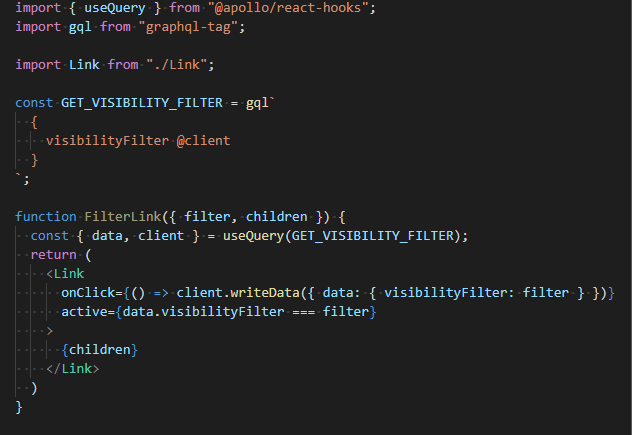 import { useQuery } from "@apollo/react-hooks";
import gql from "graphql-tag";

import Link from "./Link";

const GET_VISIBILITY_FILTER = gql`
  {
    visibilityFilter @client
  }
`;

function FilterLink({ filter, children }) {
  const { data, client } = useQuery(GET_VISIBILITY_FILTER);
  return (
    <Link
      onClick={() => client.writeData({ data: { visibilityFilter: filter } })}
      active={data.visibilityFilter === filter}
    >
      {children}
    </Link>
  )
}